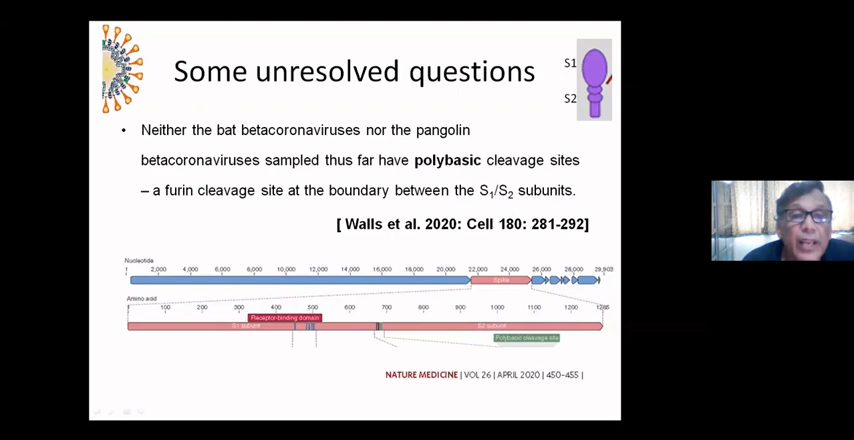 Some unresolved questions
S1
S2
• Neither the bat betacoronaviruses nor the pangolin
betacoronaviruses sampled thus far have polybasic cleavage sites
– a furin cleavage site at the boundary between the S1/S2 subunits.
[ Walls et al. 2020: Cell 180: 281-292]
Nucleotide
1 2,000 4,000 6,000 8,000 10,000 12,000 14,000 16,000 18,000 20,000 22,000 24,000 26,000 28,000 29,903
Spike
Amino acid
1 100 200 300 400 500 600 700 800 900 1000 1100 1200
Receptor-binding domain
S1 subunit S2 subunit
Polybasic cleavage site
NATURE MEDICINE | VOL 26 | APRIL 2020 | 450–455 |